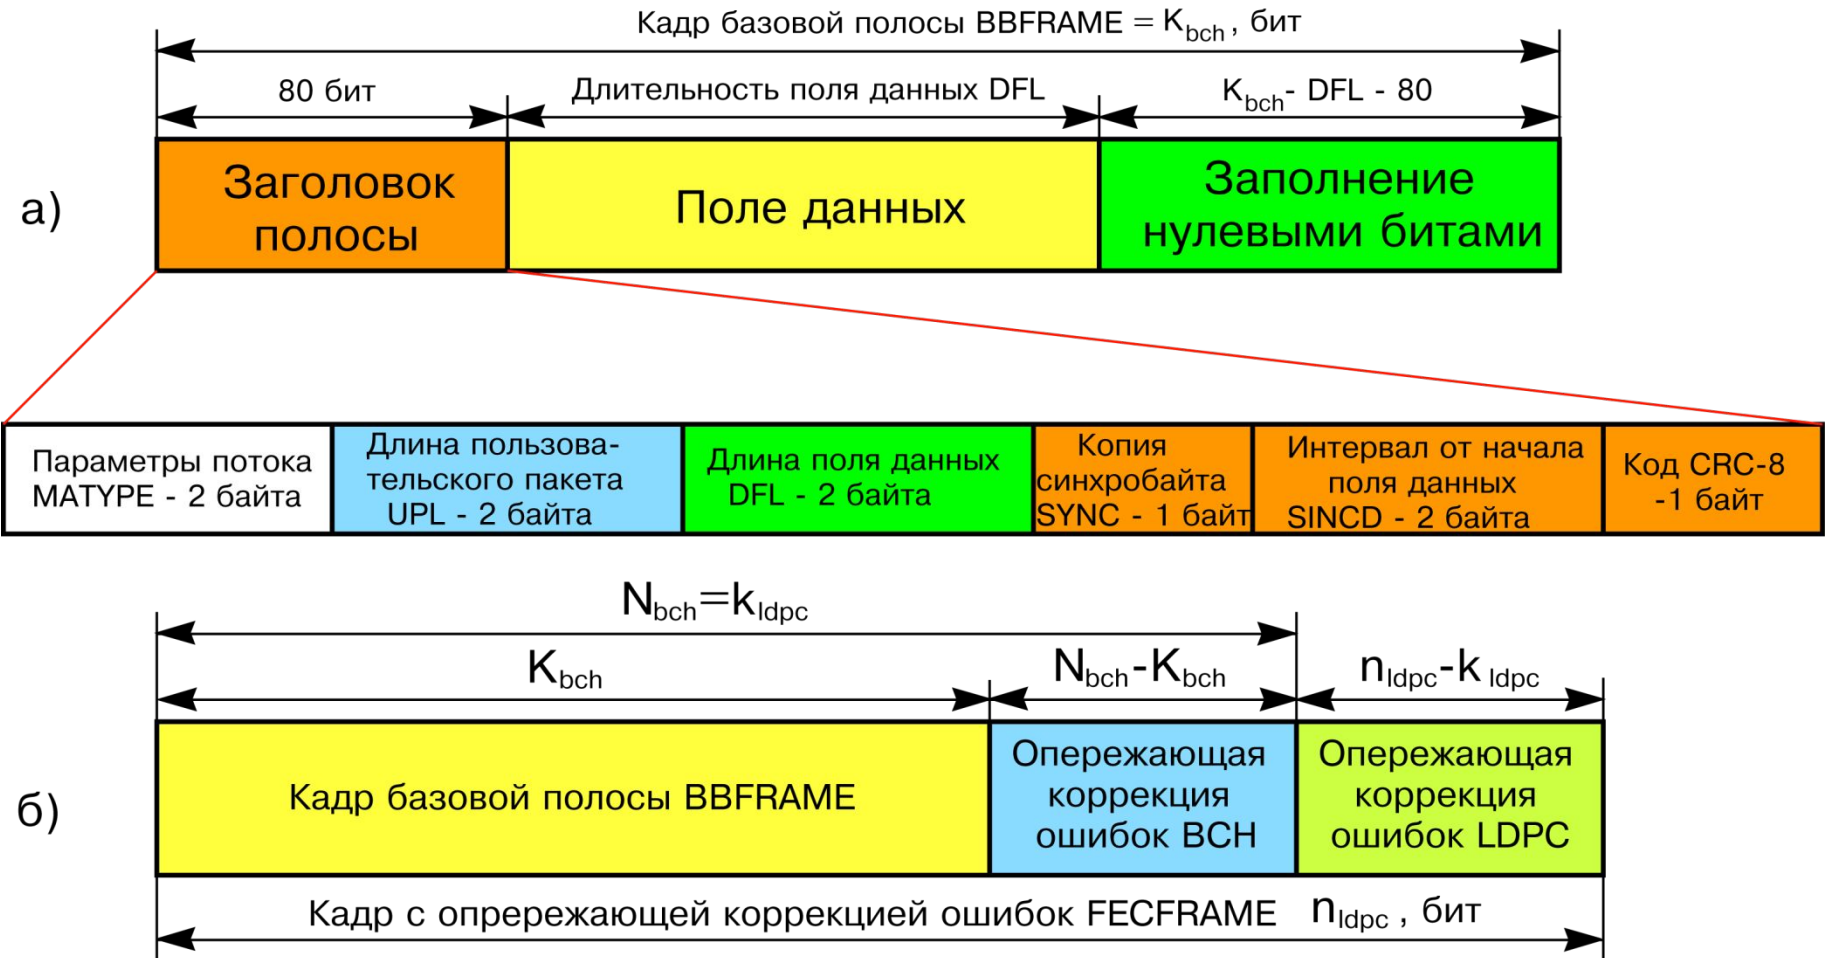 Кадр базовой полосы BBFRAME = Kbch, бит
80 бит
Длительность поля данных DFL
Kbch- DFL - 80
а)
Заголовок
полосы
Поле данных
Заполнение
нулевыми битами
Параметры потока
MATYPE - 2 байта
Длина пользова-
тельского пакета
UPL - 2 байта
Длина поля данных
DFL - 2 байта
Копия
синхробайта
SYNC - 1 байт
Интервал от начала
поля данных
SINCD - 2 байта
Код CRC-8
-1 байт
Nbch=kldpc
Kbch
Nbch-Kbch
nldpc-k ldpc
б)
Кадр базовой полосы BBFRAME
Опережающая
коррекция
ошибок BCH
Опережающая
коррекция
ошибок LDPC
Кадр с опрережающей коррекцией ошибок FECFRAME nldpc , бит